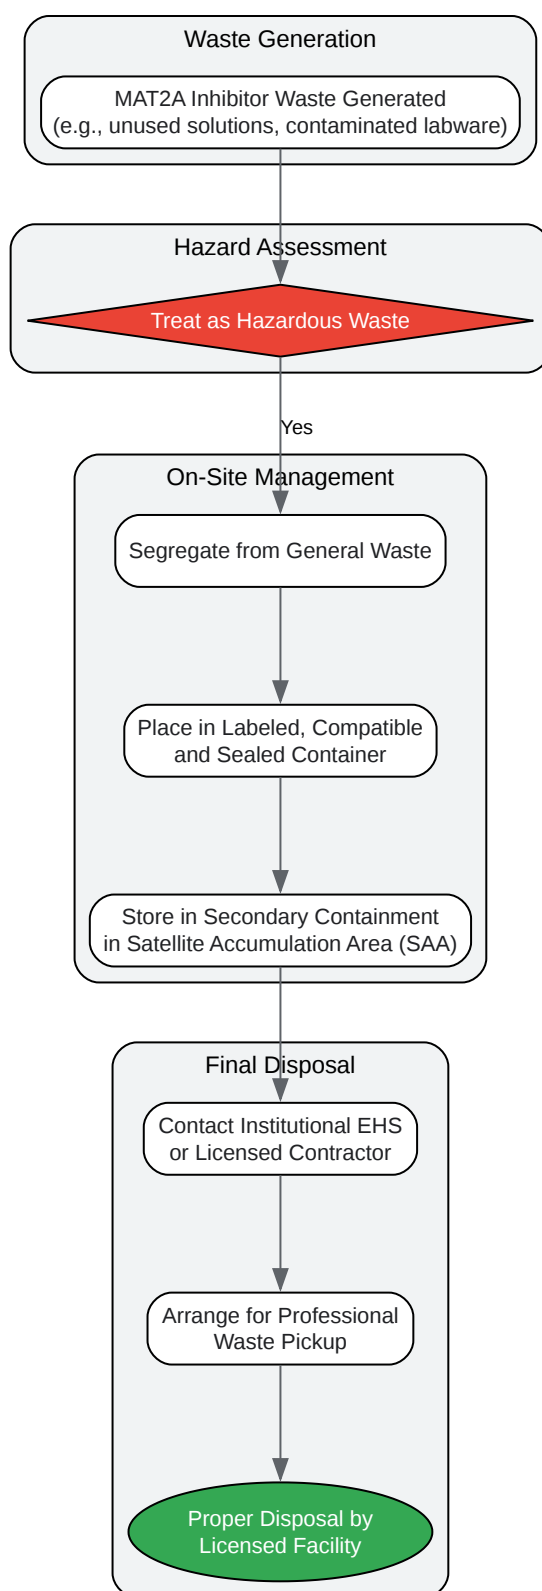 Waste Generation
MAT2A Inhibitor Waste Generated
(e.g., unused solutions, contaminated labware)
Hazard Assessment
Treat as Hazardous Waste
Yes
On-Site Management
Segregate from General Waste
Place in Labeled, Compatible
and Sealed Container
Store in Secondary Containment
in Satellite Accumulation Area (SAA)
Final Disposal
Contact Institutional EHS
or Licensed Contractor
Arrange for Professional
Waste Pickup
Proper Disposal by
Licensed Facility